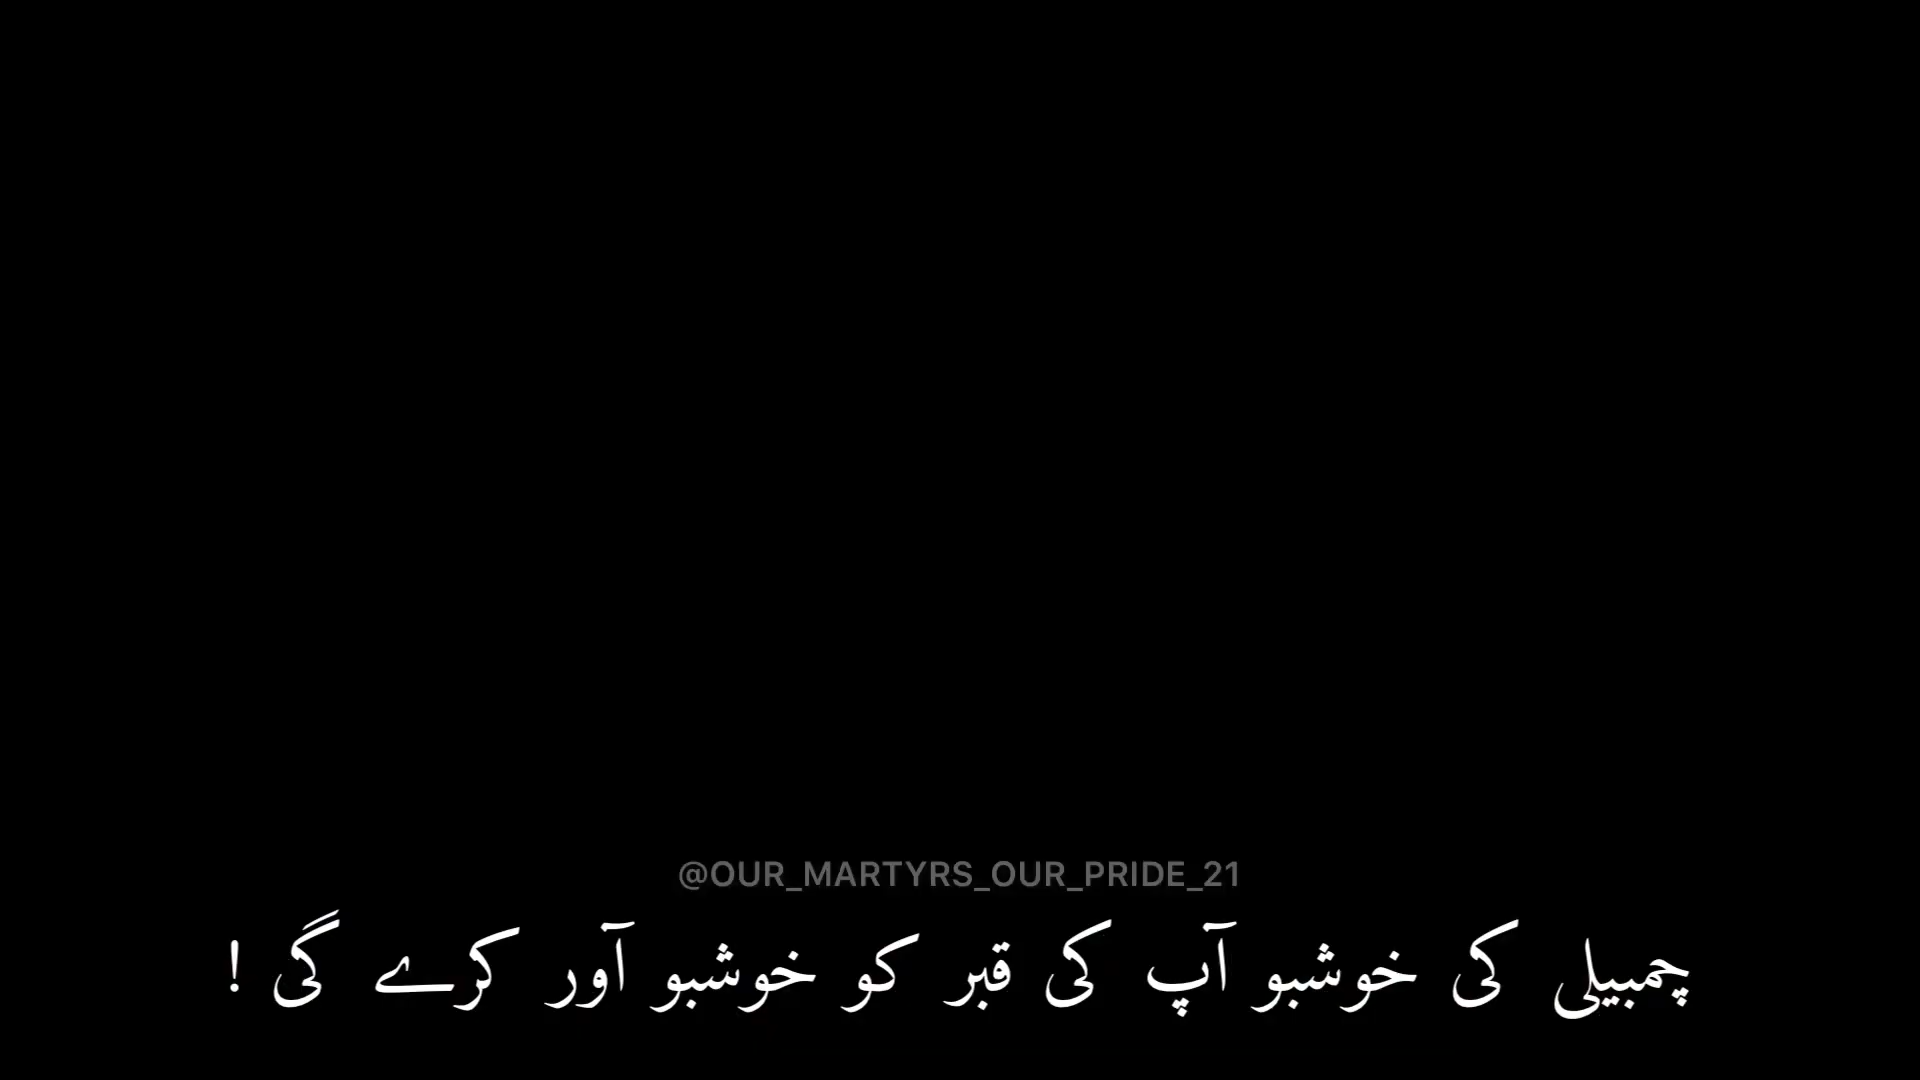 @OUR_MARTYRS_OUR_PRIDE_21
چمبیلی کی خوشبو آپ کی قبر کو خوشبو آور کرے گی !